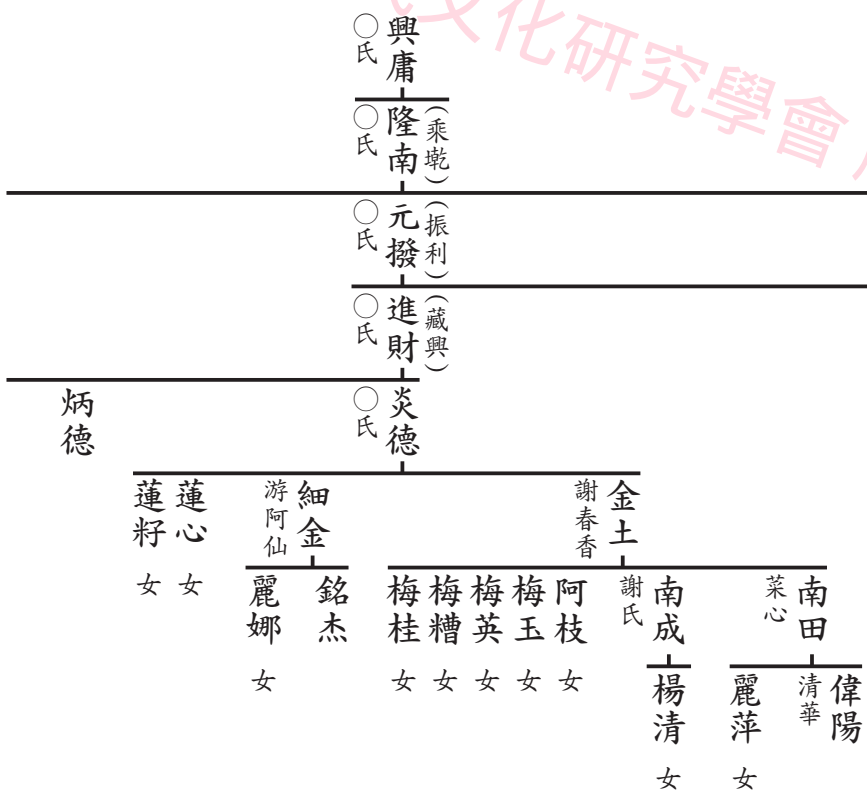 文化研究學會
興庸
○氏
(乘乾)
隆南
○氏
(振利)
元撥
○氏
(藏興)
進財
○氏
炎德
○氏
炳德
金土
謝春香
細金
游阿仙
蓮心 女
蓮籽 女
南田
菜心
南成
謝氏
阿枝 女
梅玉 女
梅英 女
梅糟 女
梅桂 女
銘杰
麗娜 女
偉陽
清華
麗萍 女
楊清 女